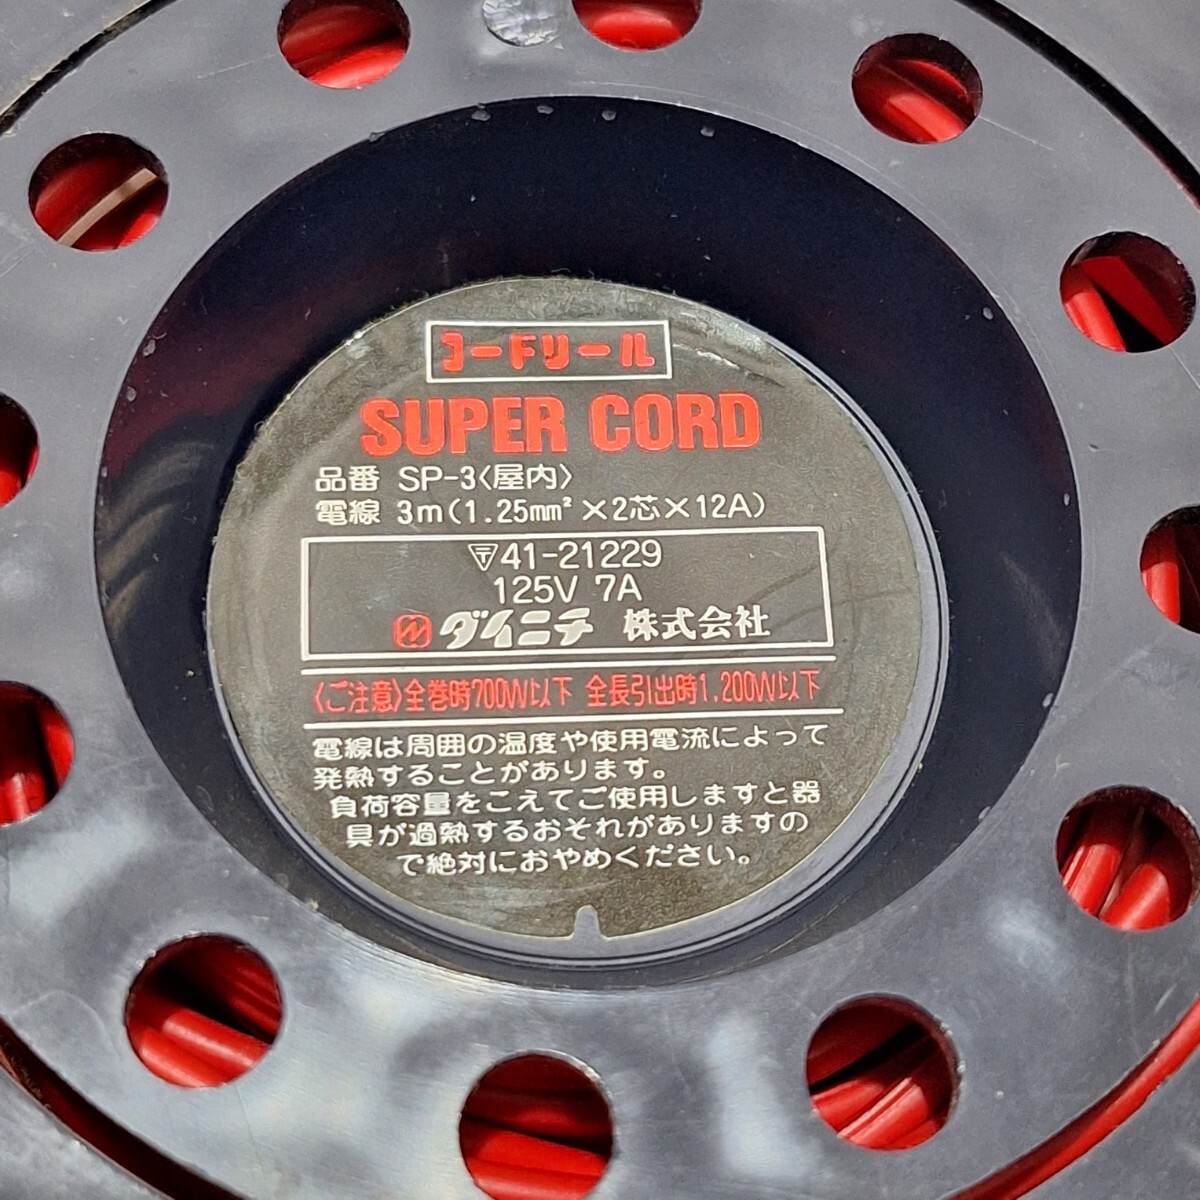 コードリール
SUPER CORD
品番 SP-3〈屋内〉
電線 3m(1.25mm²×2芯×12A)
〒41-21229
125V 7A
ダイニチ 株式会社
〈ご注意〉全巻時700W以下 全長引出時1,200W以下
電線は周囲の温度や使用電流によって
発熱することがあります。
負荷容量をこえてご使用しますと器
具が過熱するおそれがありますの
で絶対におやめください。